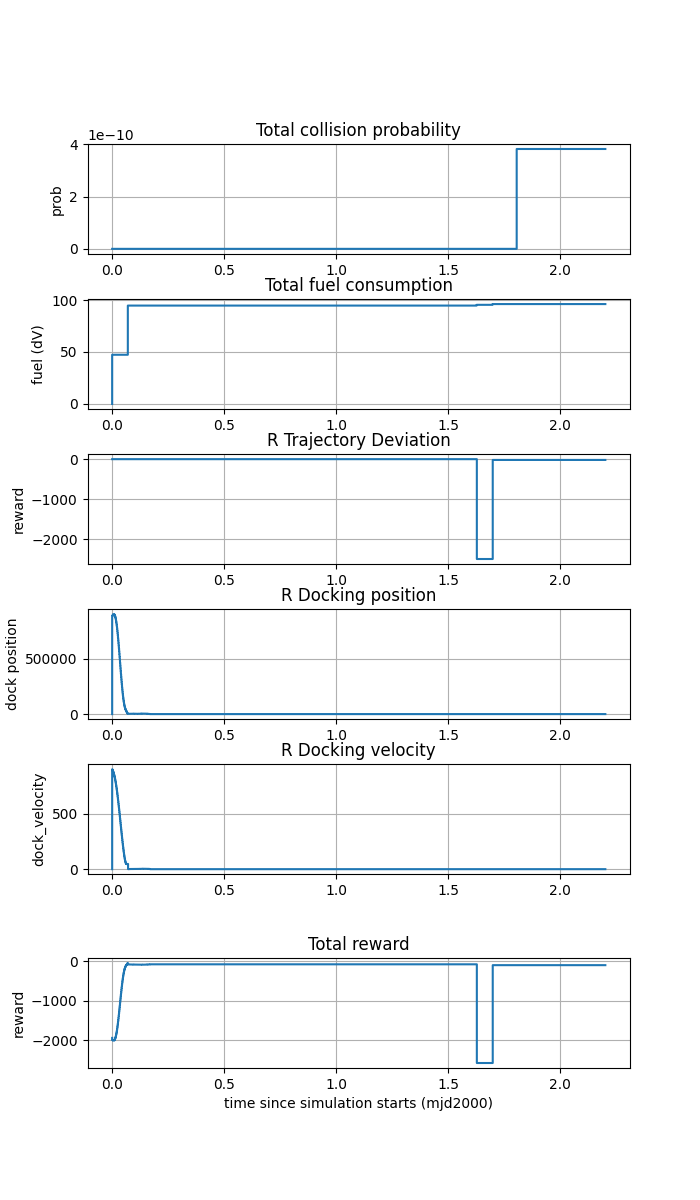 Total collision probability
1e−10
prob
4
2
0
0.0 0.5 1.0 1.5 2.0
Total fuel consumption
fuel (dV)
100
50
0
0.0 0.5 1.0 1.5 2.0
R Trajectory Deviation
reward
0
−1000
−2000
0.0 0.5 1.0 1.5 2.0
R Docking position
dock position
500000
0
0.0 0.5 1.0 1.5 2.0
R Docking velocity
dock_velocity
500
0
0.0 0.5 1.0 1.5 2.0
Total reward
reward
0
−1000
−2000
0.0 0.5 1.0 1.5 2.0
time since simulation starts (mjd2000)